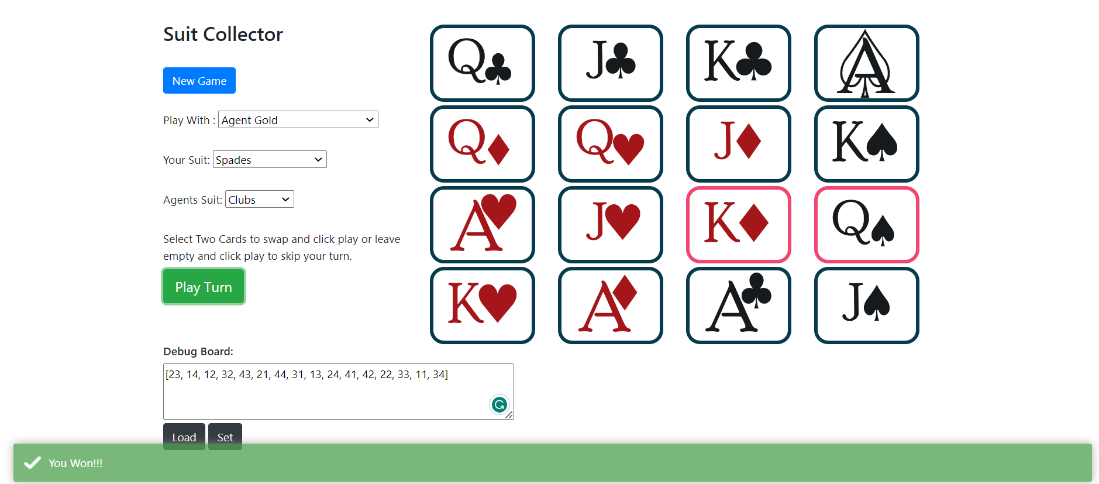 Suit Collector
New Game
Play With : Agent Gold
Your Suit: Spades
Agents Suit: Clubs
Select Two Cards to swap and click play or leave
empty and click play to skip your turn.
Play Turn
Q J K A
Q Q J K
A J K Q
K A A J
Debug Board:
[23, 14, 12, 32, 43, 21, 44, 31, 13, 24, 41, 42, 22, 33, 11, 34]
Load Set
You Won!!!